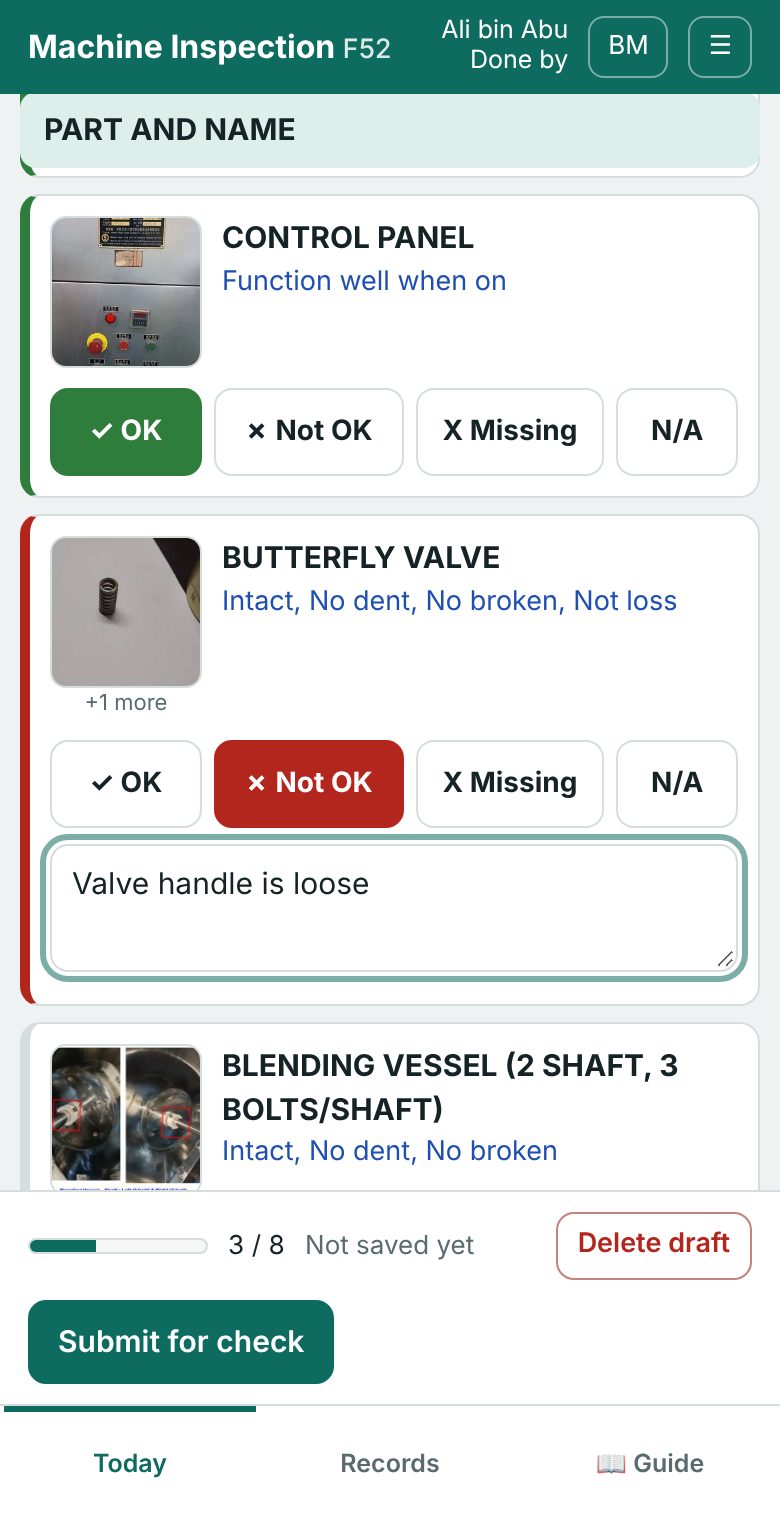 Machine Inspection F52
Ali bin Abu
Done by
BM
☰
PART AND NAME
CONTROL PANEL
Function well when on
✓ OK
× Not OK
X Missing
N/A
BUTTERFLY VALVE
Intact, No dent, No broken, Not loss
+1 more
✓ OK
× Not OK
X Missing
N/A
Valve handle is loose
BLENDING VESSEL (2 SHAFT, 3
BOLTS/SHAFT)
Intact, No dent, No broken
3 / 8
Not saved yet
Delete draft
Submit for check
Today
Records
📖 Guide